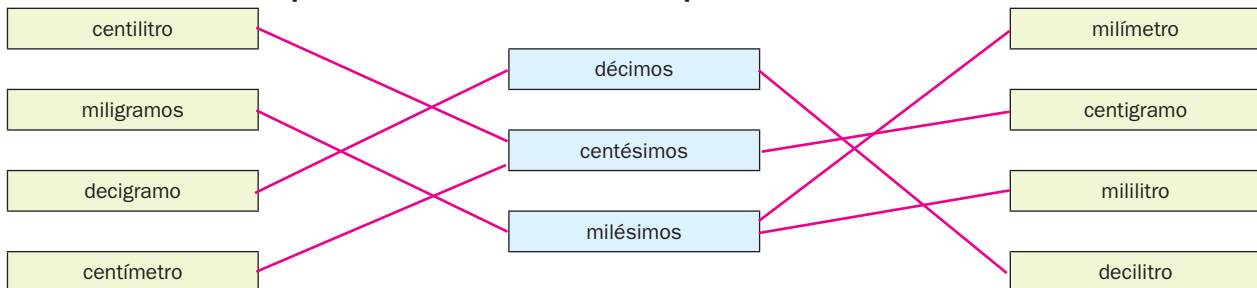 centilitro
miligramos
decigramo
centímetro
décimos
centésimos
milésimos
milímetro
centigramo
mililitro
decilitro